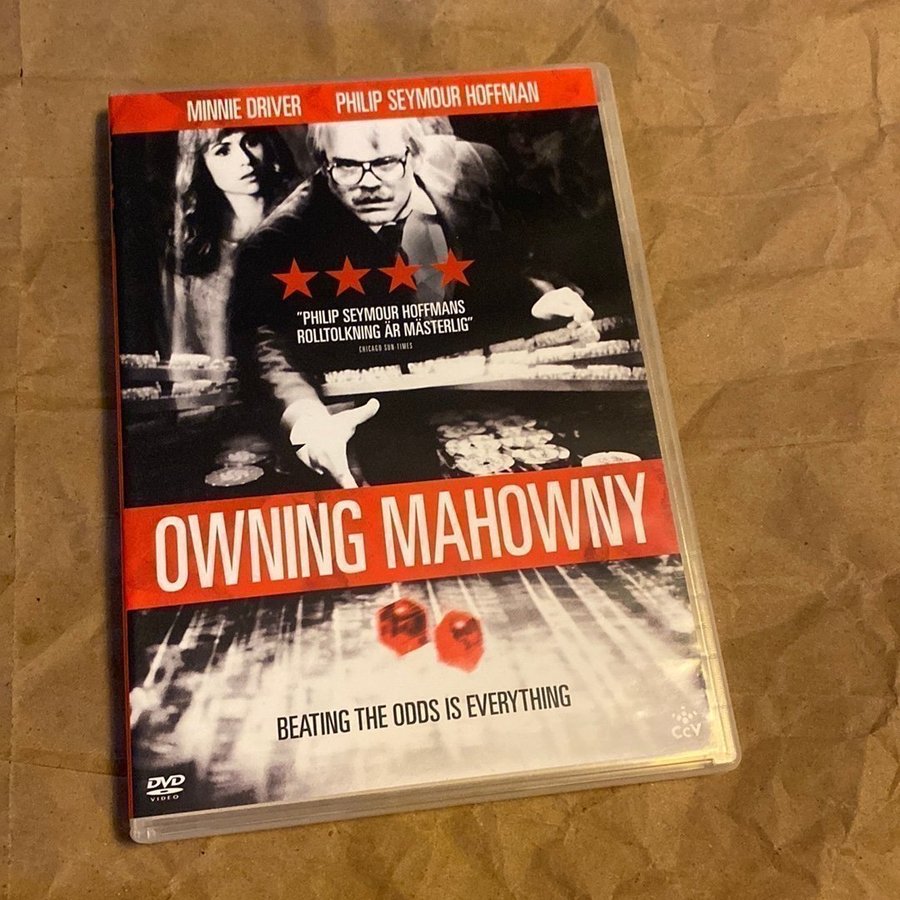 MINNIE DRIVER PHILIP SEYMOUR HOFFMAN
"PHILIP SEYMOUR HOFFMANS
ROLLTOLKNING ÄR MÄSTERLIG"
CHICAGO SUN-TIMES
OWNING MAHOWNY
BEATING THE ODDS IS EVERYTHING
DVD
VIDEO
CCV